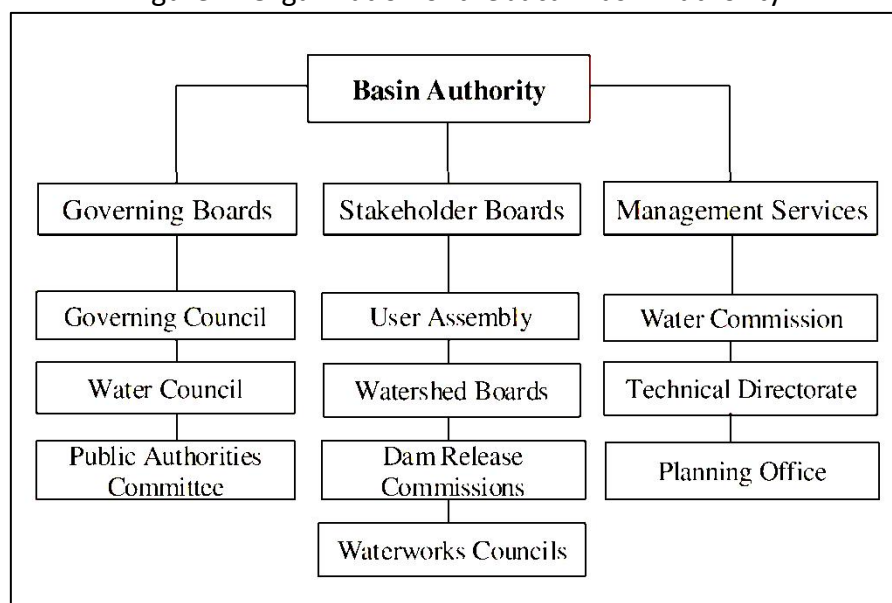 Basin Authority
Governing Boards
Stakeholder Boards
Management Services
Governing Council
User Assembly
Water Commission
Water Council
Watershed Boards
Technical Directorate
Public Authorities
Committee
Dam Release
Commissions
Planning Office
Waterworks Councils